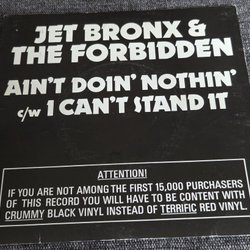 JET BRONX &
THE FORBIDDEN
AIN'T DOIN' NOTHIN'
c/w I CAN'T STAND IT
ATTENTION!
IF YOU ARE NOT AMONG THE FIRST 15,000 PURCHASERS
OF THIS RECORD YOU WILL HAVE TO BE CONTENT WITH
CRUMMY BLACK VINYL INSTEAD OF TERRIFIC RED VINYL.